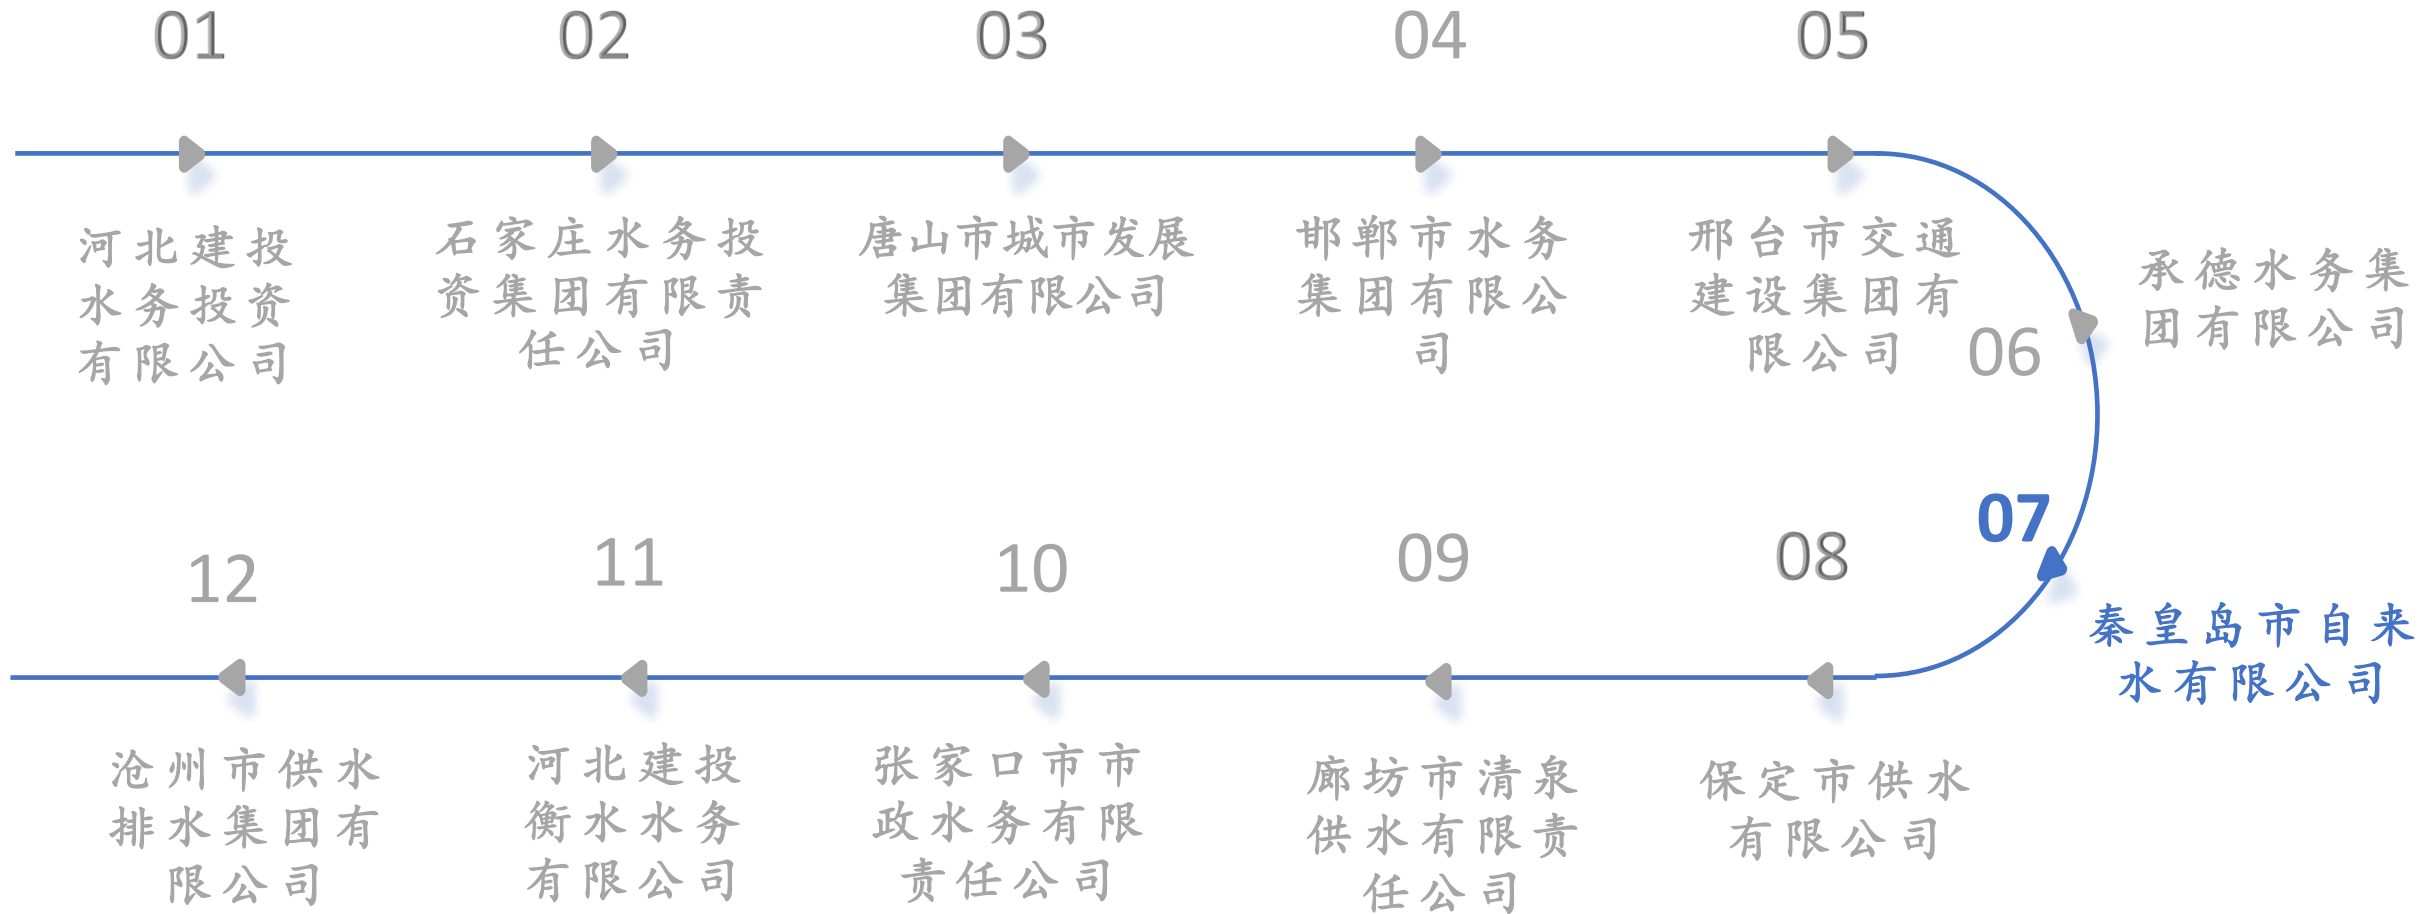 01
河北建投
水务投资
有限公司
02
石家庄水务投
资集团有限责
任公司
03
唐山市城市发展
集团有限公司
04
邯郸市水务
集团有限公
司
05
邢台市交通
建设集团有
限公司
06
承德水务集
团有限公司
07
秦皇岛市自来
水有限公司
08
保定市供水
有限公司
09
廊坊市清泉
供水有限责
任公司
10
张家口市市
政水务有限
责任公司
11
河北建投
衡水水务
有限公司
12
沧州市供水
排水集团有
限公司